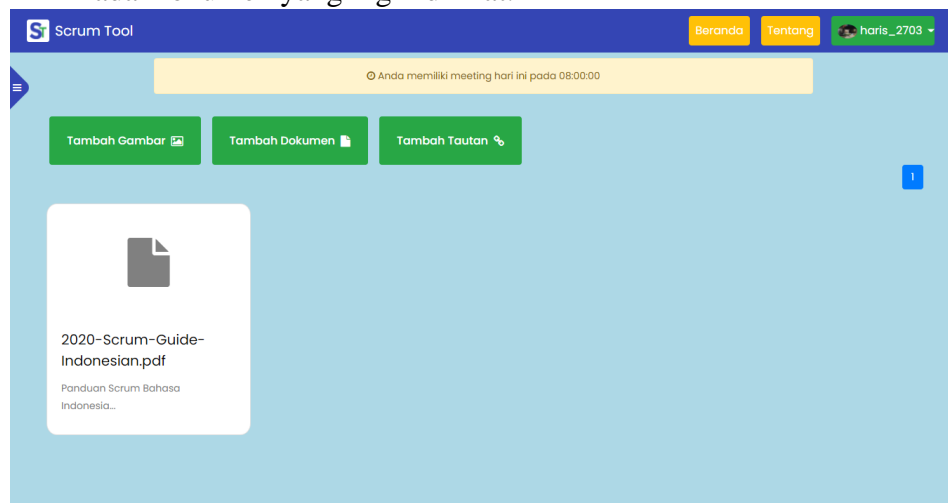 Scrum Tool
Beranda
Tentang
haris_2703
Anda memiliki meeting hari ini pada 08:00:00
Tambah Gambar
Tambah Dokumen
Tambah Tautan
1
2020-Scrum-Guide-
Indonesian.pdf
Panduan Scrum Bahasa
Indonesia...